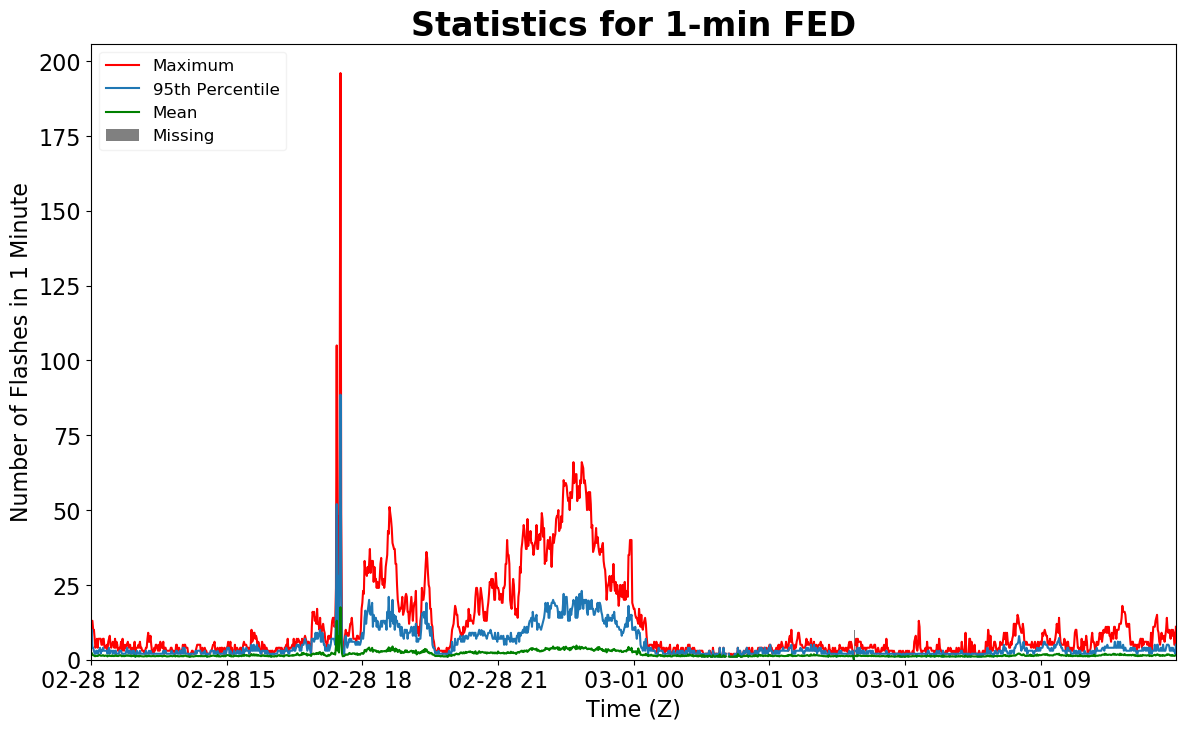 Statistics for 1-min FED
Maximum
95th Percentile
Mean
Missing
200
175
150
125
100
75
50
25
0
Number of Flashes in 1 Minute
02-28 12
02-28 15
02-28 18
02-28 21
03-01 00
03-01 03
03-01 06
03-01 09
Time (Z)